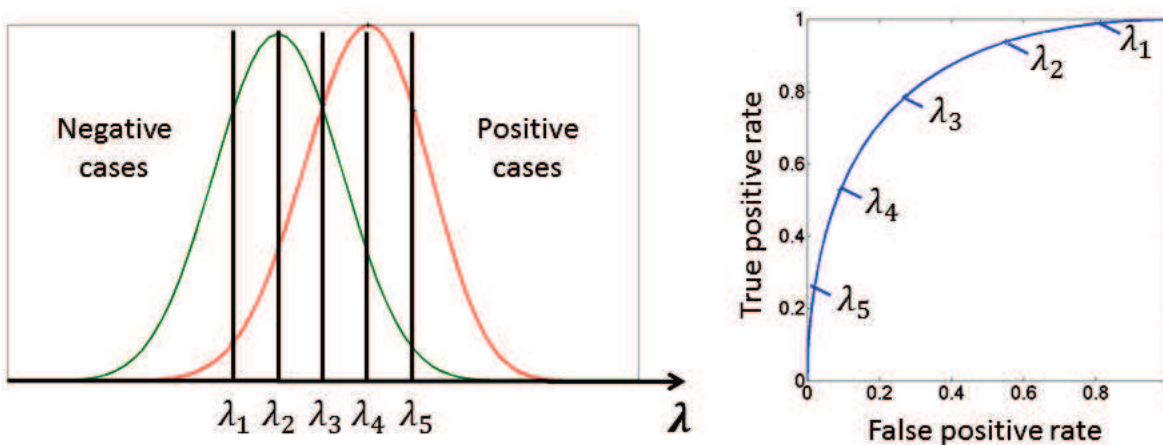 Negative
cases
Positive
cases
λ₁ λ₂ λ₃ λ₄ λ₅ λ
True positive rate
1
0.8
0.6
0.4
0.2
0
λ₁
λ₂
λ₃
λ₄
λ₅
0 0.2 0.4 0.6 0.8
False positive rate